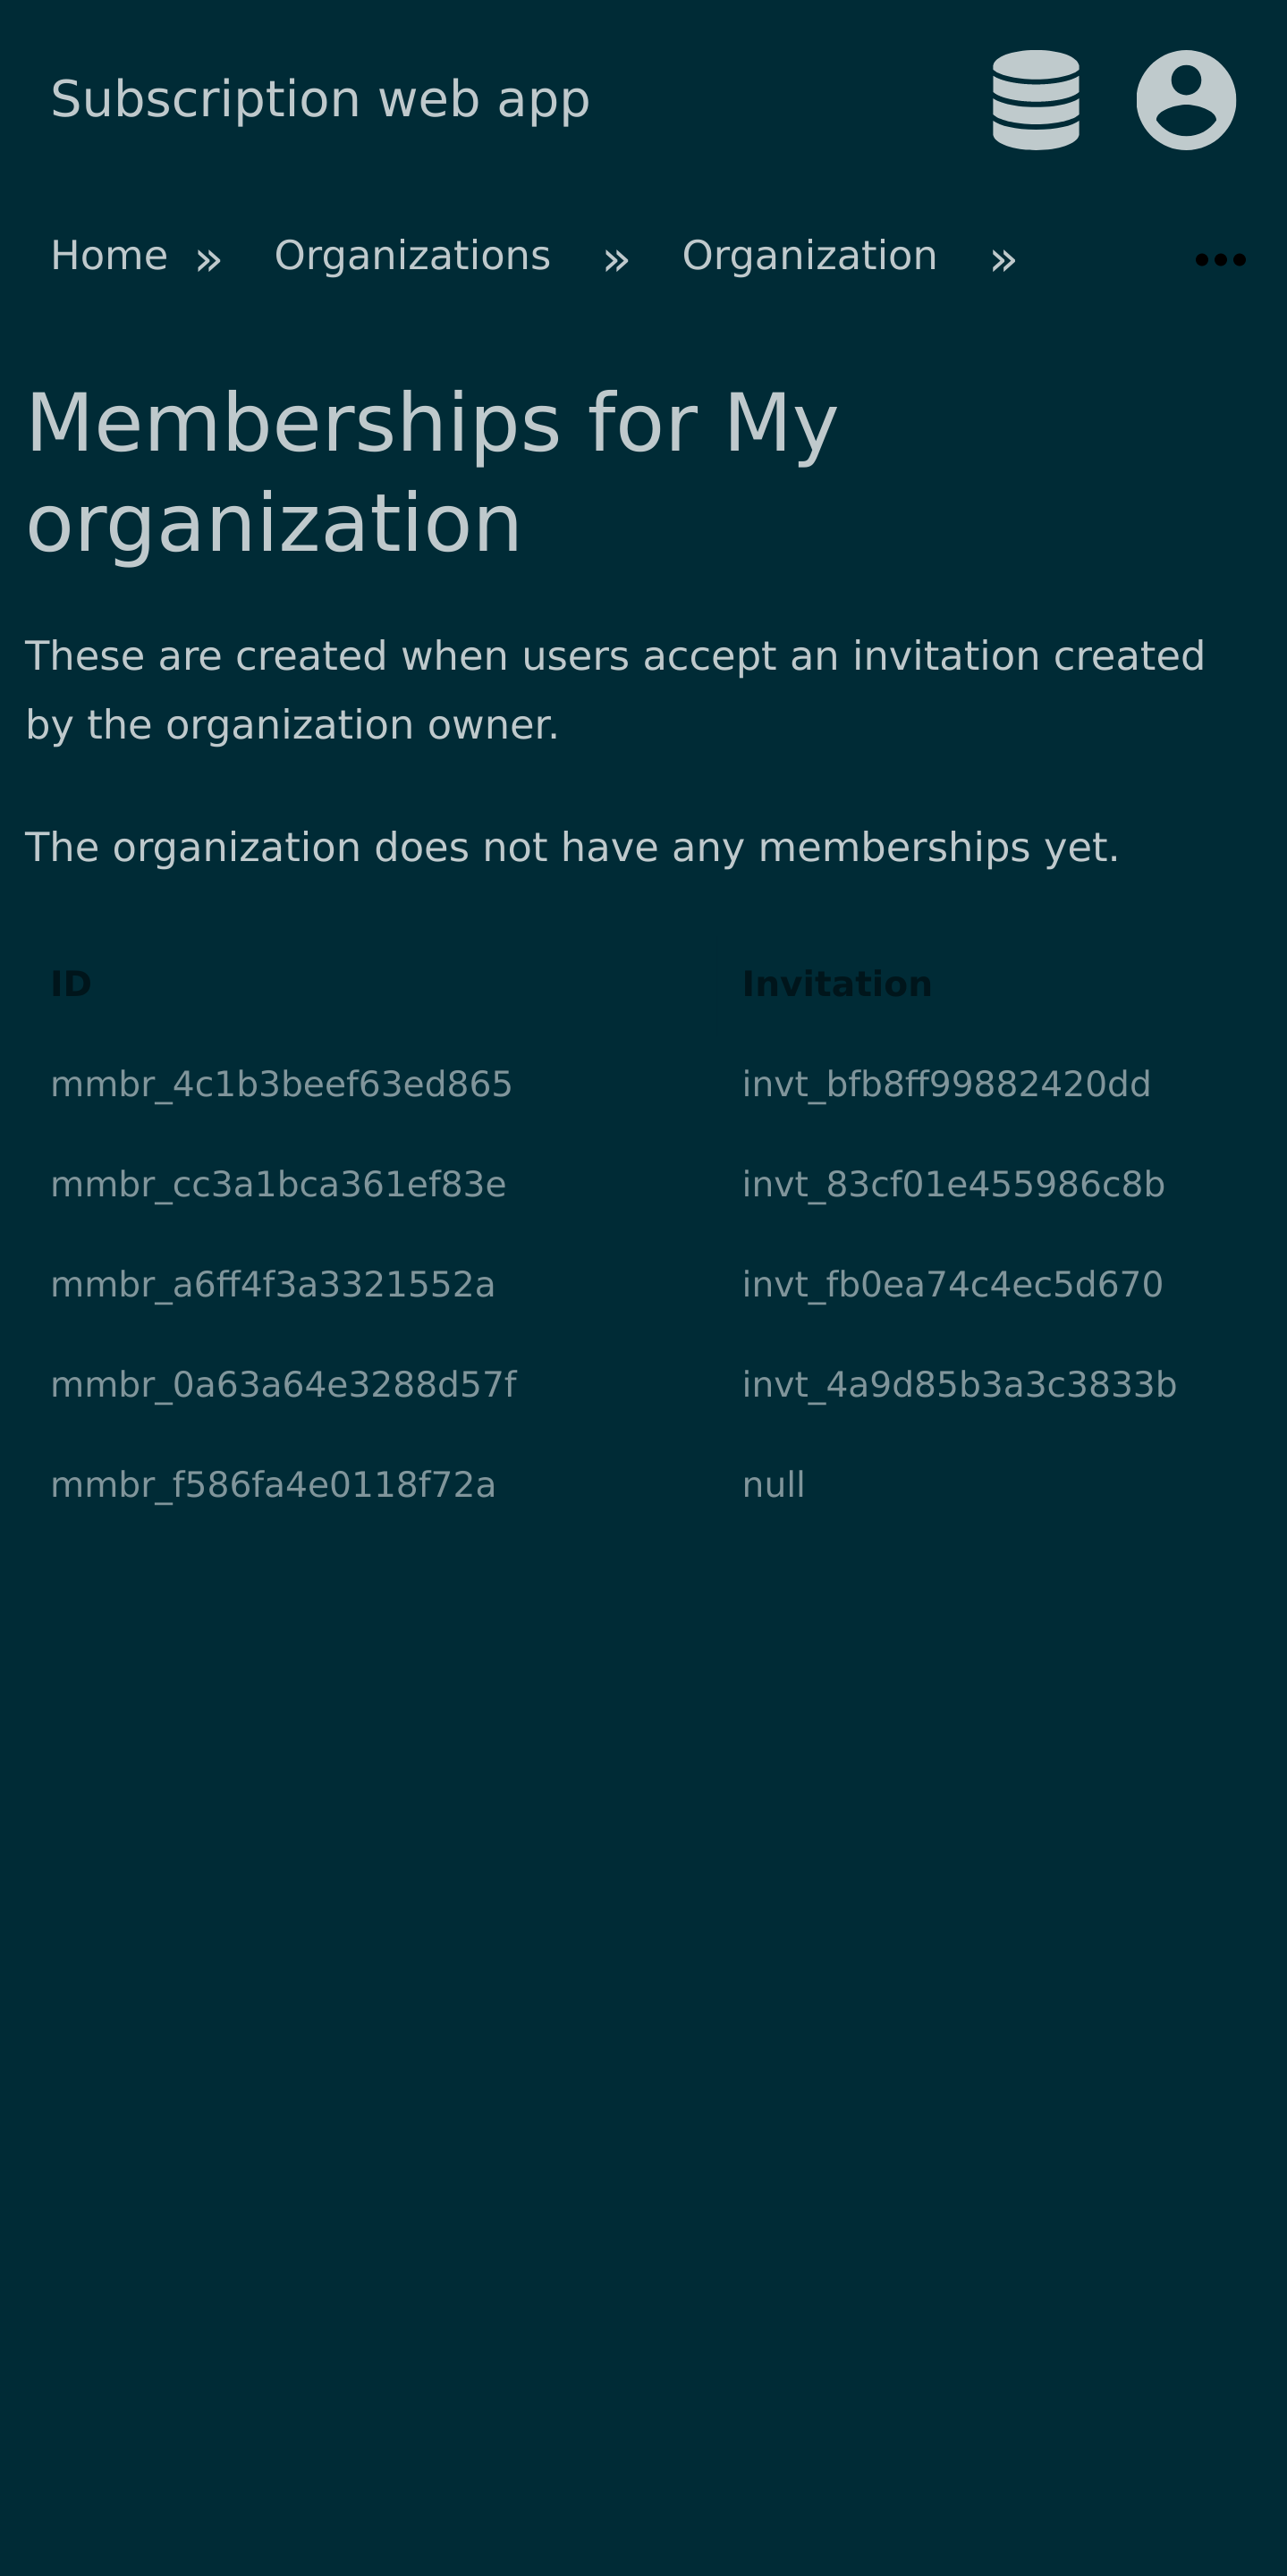 Subscription web app
Home » Organizations » Organization »
Memberships for My
organization
These are created when users accept an invitation created
by the organization owner.
The organization does not have any memberships yet.
ID Invitation
mmbr_4c1b3beef63ed865 invt_bfb8ff99882420dd
mmbr_cc3a1bca361ef83e invt_83cf01e455986c8b
mmbr_a6ff4f3a3321552a invt_fb0ea74c4ec5d670
mmbr_0a63a64e3288d57f invt_4a9d85b3a3c3833b
mmbr_f586fa4e0118f72a null